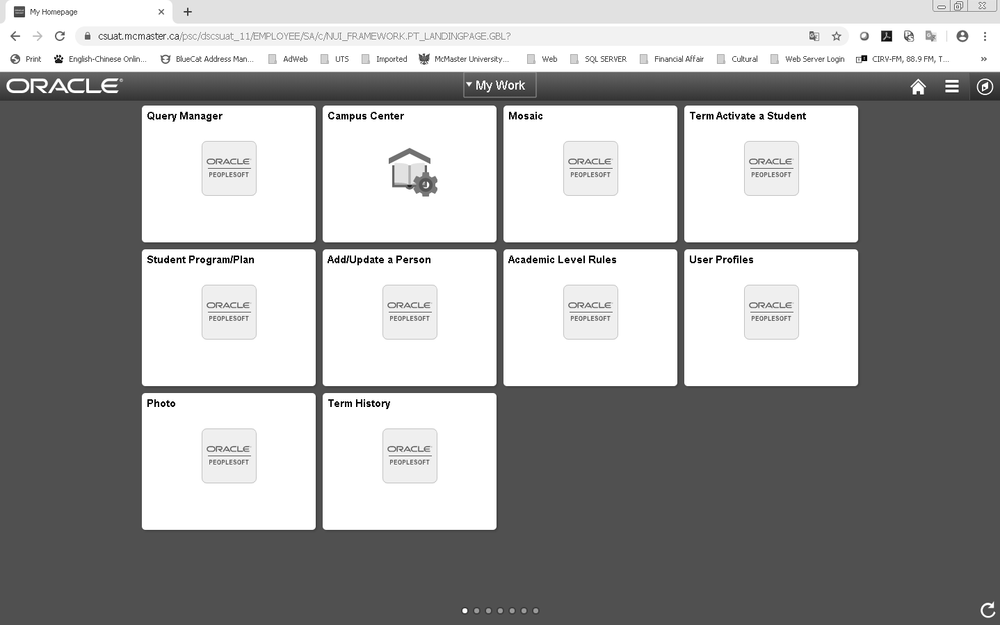 My Homepage
csuat.mcmaster.ca/psc/dscsuat_11/EMPLOYEE/SA/c/NUI_FRAMEWORK.PT_LANDINGPAGE.GBL?
Print English-Chinese Onlin... BlueCat Address Man... AdWeb UTS Imported McMaster University... Web SQL SERVER Financial Affair Cultural Web Server Login CIRV-FM, 88.9 FM, T... »
ORACLE® My Work
Query Manager Campus Center Mosaic Term Activate a Student
ORACLE ORACLE ORACLE
PEOPLESOFT PEOPLESOFT PEOPLESOFT
Student Program/Plan Add/Update a Person Academic Level Rules User Profiles
ORACLE ORACLE ORACLE ORACLE
PEOPLESOFT PEOPLESOFT PEOPLESOFT PEOPLESOFT
Photo Term History
ORACLE ORACLE
PEOPLESOFT PEOPLESOFT